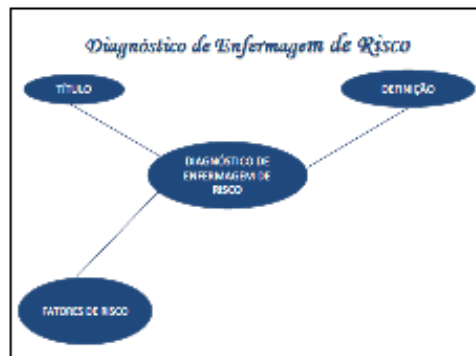 Diagnóstico de Enfermagem de Risco
TÍTULO
DEFINIÇÃO
DIAGNÓSTICO DE
ENFERMAGEM DE
RISCO
FATORES DE RISCO